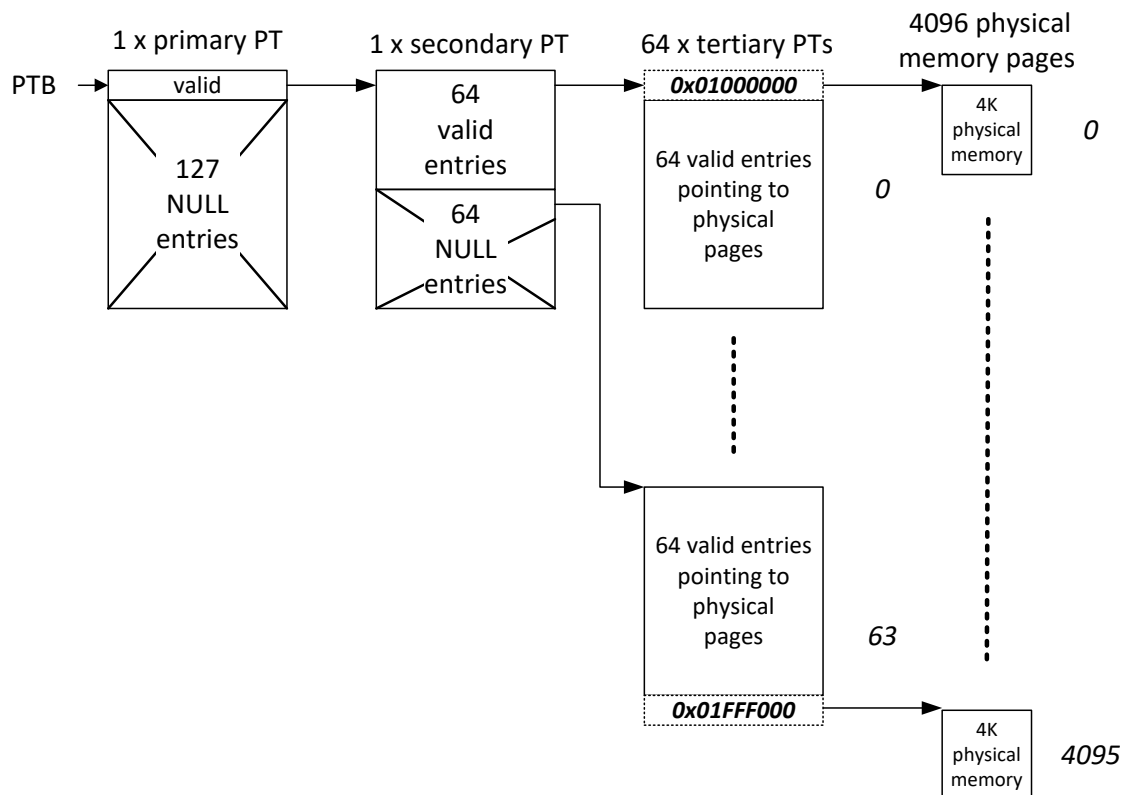 1 x primary PT
1 x secondary PT
64 x tertiary PTs
4096 physical
memory pages
PTB
valid
127
NULL
entries
64
valid
entries
64
NULL
entries
0x01000000
64 valid entries
pointing to
physical
pages
0
4K
physical
memory
0
64 valid entries
pointing to
physical
pages
63
0x01FFF000
4K
physical
memory
4095